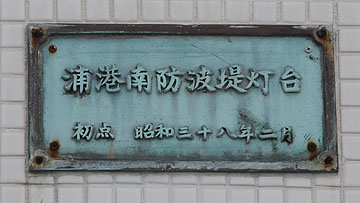 浦港南防波堤灯台
初点 昭和三十八年二月